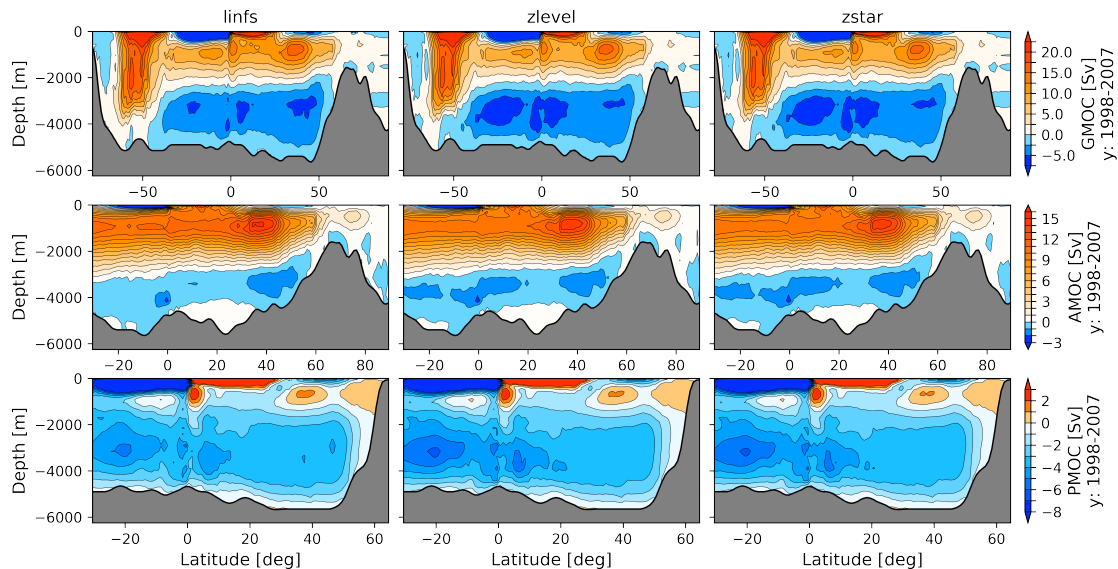 linfs zlevel zstar
Depth [m]
0
−2000
−4000
−6000
−50 0 50 −50 0 50 −50 0 50
20.0
15.0
10.0
5.0
0.0
−5.0
GMOC [Sv]
y: 1998-2007
Depth [m]
0
−2000
−4000
−6000
−20 0 20 40 60 80 −20 0 20 40 60 80 −20 0 20 40 60 80
15
12
9
6
3
0
−3
AMOC [Sv]
y: 1998-2007
Depth [m]
0
−2000
−4000
−6000
−20 0 20 40 60 −20 0 20 40 60 −20 0 20 40 60
Latitude [deg] Latitude [deg] Latitude [deg]
2
0
−2
−4
−6
−8
PMOC [Sv]
y: 1998-2007